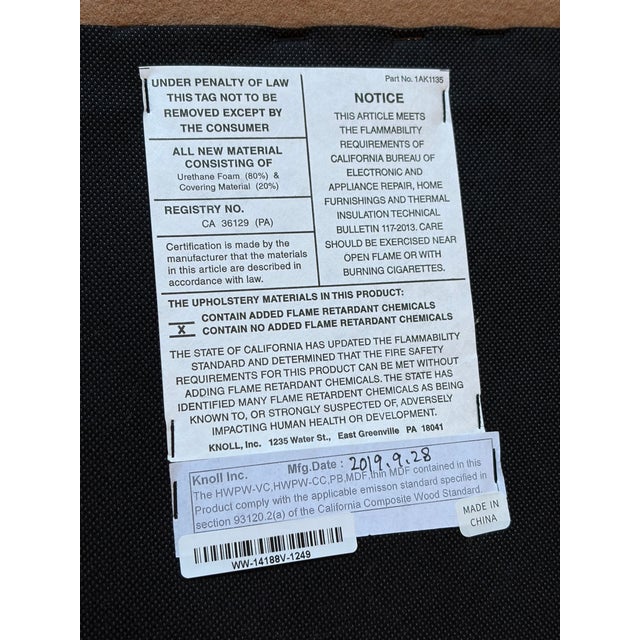 UNDER PENALTY OF LAW
THIS TAG NOT TO BE
REMOVED EXCEPT BY
THE CONSUMER
ALL NEW MATERIAL
CONSISTING OF
Urethane Foam (80%) &
Covering Material (20%)
REGISTRY NO.
CA 36129 (PA)
Certification is made by the
manufacturer that the materials
in this article are described in
accordance with law.
Part No. 1AK1135
NOTICE
THIS ARTICLE MEETS
THE FLAMMABILITY
REQUIREMENTS OF
CALIFORNIA BUREAU OF
ELECTRONIC AND
APPLIANCE REPAIR, HOME
FURNISHINGS AND THERMAL
INSULATION TECHNICAL
BULLETIN 117-2013. CARE
SHOULD BE EXERCISED NEAR
OPEN FLAME OR WITH
BURNING CIGARETTES.
THE UPHOLSTERY MATERIALS IN THIS PRODUCT:
CONTAIN ADDED FLAME RETARDANT CHEMICALS
X CONTAIN NO ADDED FLAME RETARDANT CHEMICALS
THE STATE OF CALIFORNIA HAS UPDATED THE FLAMMABILITY
STANDARD AND DETERMINED THAT THE FIRE SAFETY
REQUIREMENTS FOR THIS PRODUCT CAN BE MET WITHOUT
ADDING FLAME RETARDANT CHEMICALS. THE STATE HAS
IDENTIFIED MANY FLAME RETARDENT CHEMICALS AS BEING
KNOWN TO, OR STRONGLY SUSPECTED OF, ADVERSELY
IMPACTING HUMAN HEALTH OR DEVELOPMENT.
KNOLL, Inc. 1235 Water St., East Greenville PA 18041
Knoll Inc. Mfg.Date : 2019.9.28
The HWPW-VC,HWPW-CC,PB,MDF,thin MDF contained in this
Product comply with the applicable emisson standard specified in
section 93120.2(a) of the California Composite Wood Standard.
MADE IN
CHINA
WW-14188V-1249